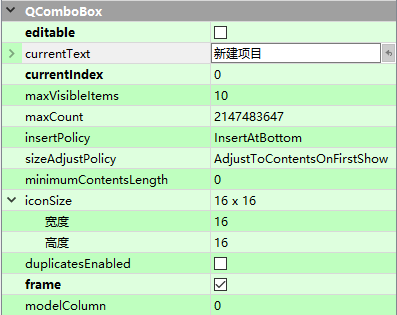 QComboBox
editable
currentText 新建项目
currentIndex 0
maxVisibleItems 10
maxCount 2147483647
insertPolicy InsertAtBottom
sizeAdjustPolicy AdjustToContentsOnFirstShow
minimumContentsLength 0
iconSize 16 x 16
宽度 16
高度 16
duplicatesEnabled
frame
modelColumn 0